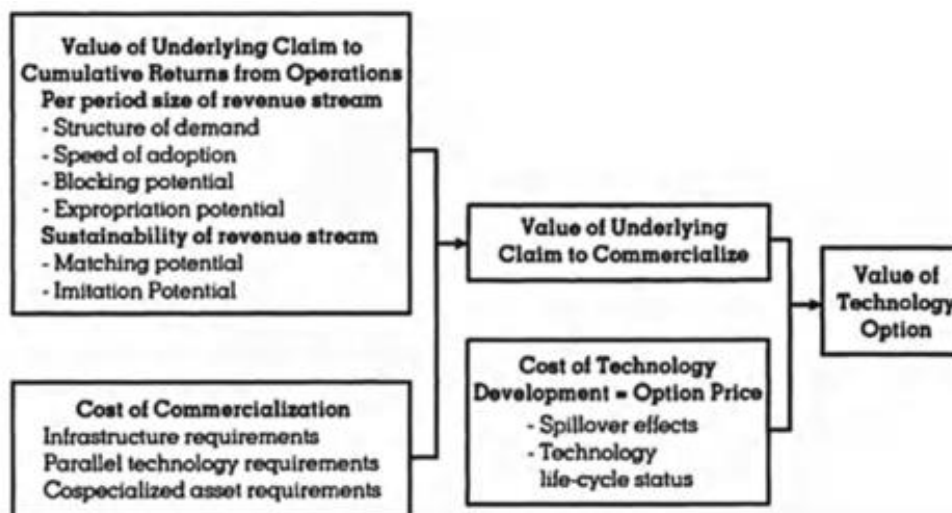 Value of Underlying Claim to
Cumulative Returns from Operations
Per period size of revenue stream
- Structure of demand
- Speed of adoption
- Blocking potential
- Expropriation potential
Sustainability of revenue stream
- Matching potential
- Imitation Potential
Cost of Commercialization
Infrastructure requirements
Parallel technology requirements
Cospecialized asset requirements
Value of Underlying
Claim to Commercialize
Cost of Technology
Development = Option Price
- Spillover effects
- Technology
life-cycle status
Value of
Technology
Option